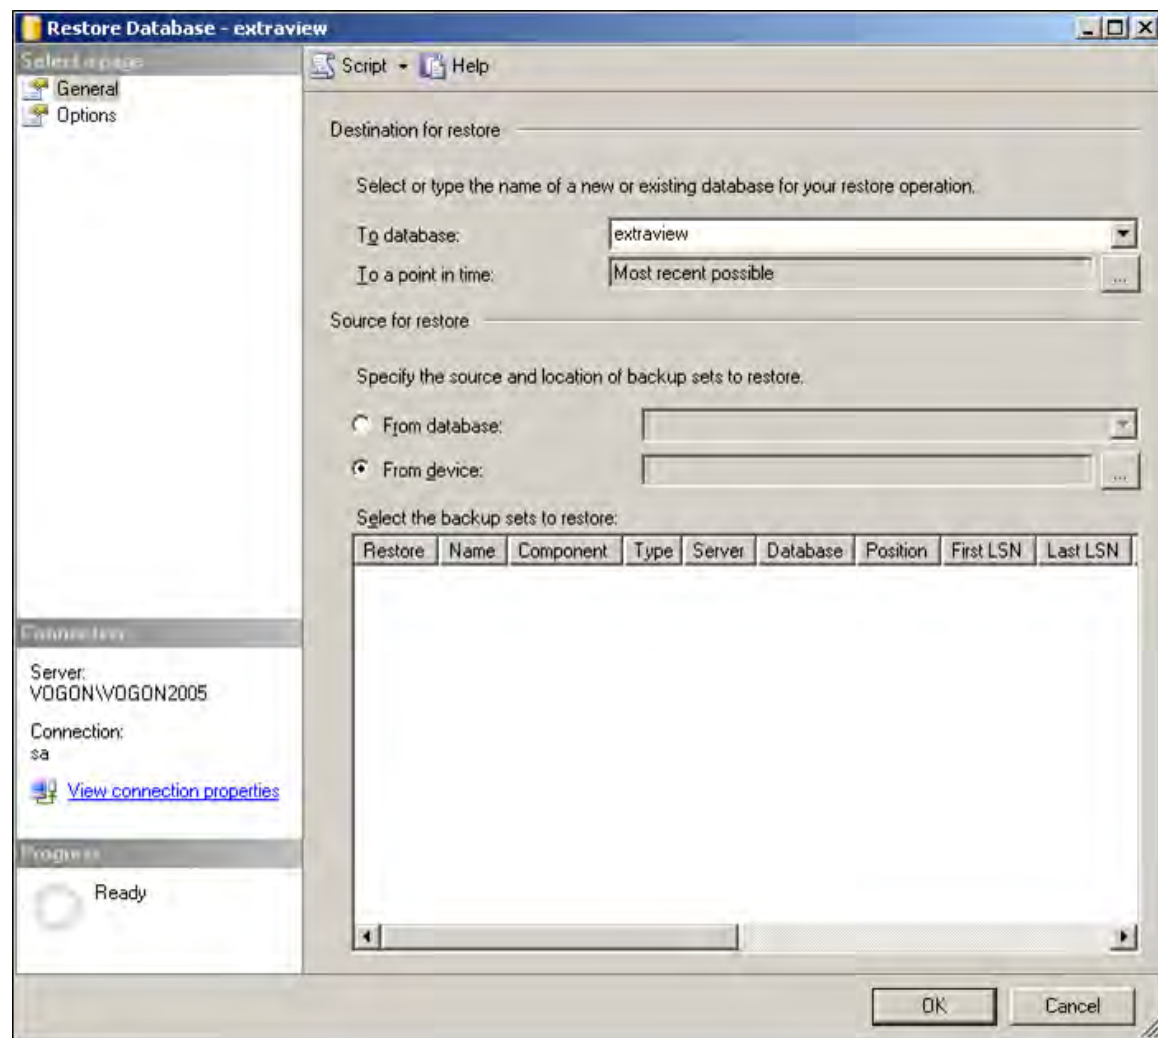 Restore Database - extraview
Select a page
General
Options
Script
Help
Destination for restore
Select or type the name of a new or existing database for your restore operation.
To database:
extraview
To a point in time:
Most recent possible
...
Source for restore
Specify the source and location of backup sets to restore.
From database:
From device:
...
Select the backup sets to restore:
Restore Name Component Type Server Database Position First LSN Last LSN
Connection
Server:
VOGON\VOGON2005
Connection:
sa
View connection properties
Progress
Ready
OK Cancel